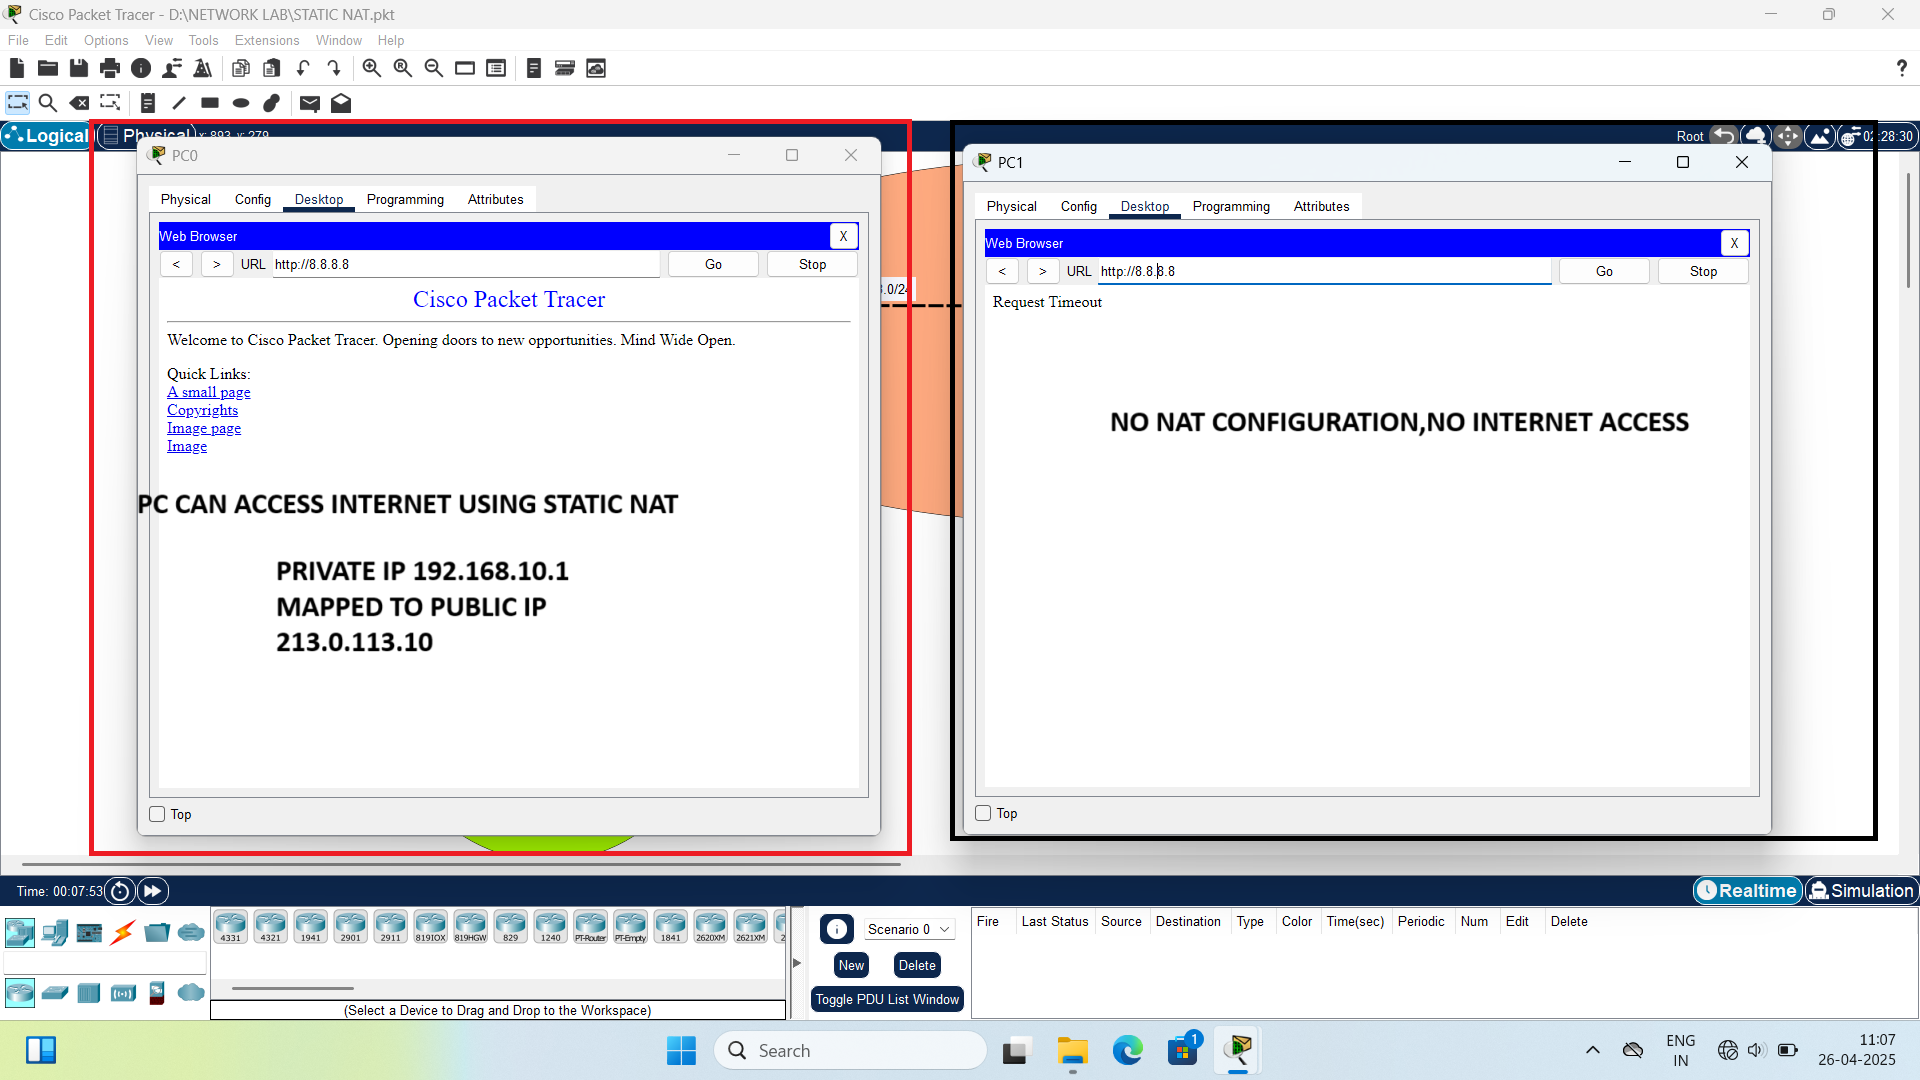 Cisco Packet Tracer - D:\NETWORK LAB\STATIC NAT.pkt
File Edit Options View Tools Extensions Window Help
?
Logical Physical x: 893, y: 279 Root 02:28:30
PC0
Physical Config Desktop Programming Attributes
Web Browser X
< > URL http://8.8.8.8 Go Stop
Cisco Packet Tracer
Welcome to Cisco Packet Tracer. Opening doors to new opportunities. Mind Wide Open.
Quick Links:
A small page
Copyrights
Image page
Image
PC CAN ACCESS INTERNET USING STATIC NAT
PRIVATE IP 192.168.10.1
MAPPED TO PUBLIC IP
213.0.113.10
Top
.0/24
PC1
Physical Config Desktop Programming Attributes
Web Browser X
< > URL http://8.8.8.8 Go Stop
Request Timeout
NO NAT CONFIGURATION,NO INTERNET ACCESS
Top
Time: 00:07:53 Realtime Simulation
4331 4321 1941 2901 2911 819IOX 819HGW 829 1240 PT-Router PT-Empty 1841 2620XM 2621XM 2
(Select a Device to Drag and Drop to the Workspace)
Scenario 0
New Delete
Toggle PDU List Window
Fire Last Status Source Destination Type Color Time(sec) Periodic Num Edit Delete
Search
1
ENG
IN
11:07
26-04-2025